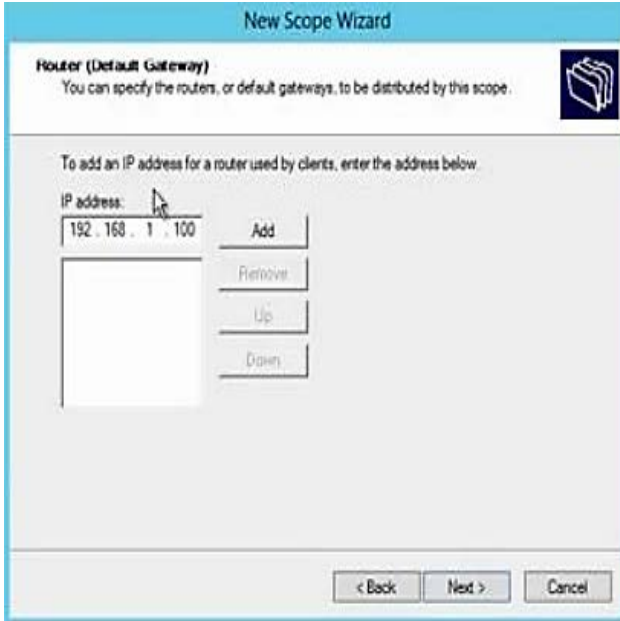 New Scope Wizard
Router (Default Gateway)
You can specify the routers, or default gateways, to be distributed by this scope.
To add an IP address for a router used by clients, enter the address below.
IP address:
192 . 168 . 1 . 100
Add
Remove
Up
Down
< Back
Next >
Cancel